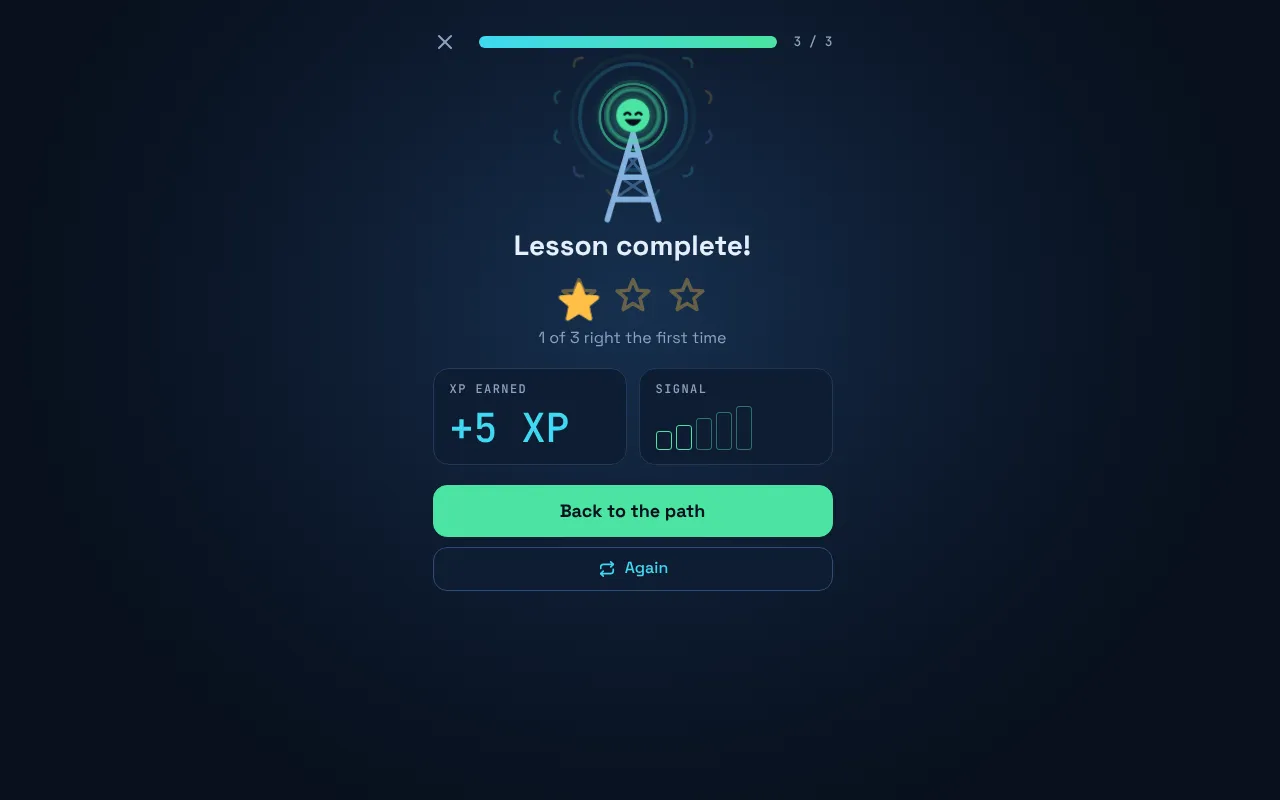 3 / 3
Lesson complete!
1 of 3 right the first time
XP EARNED
SIGNAL
+5 XP
Back to the path
Again